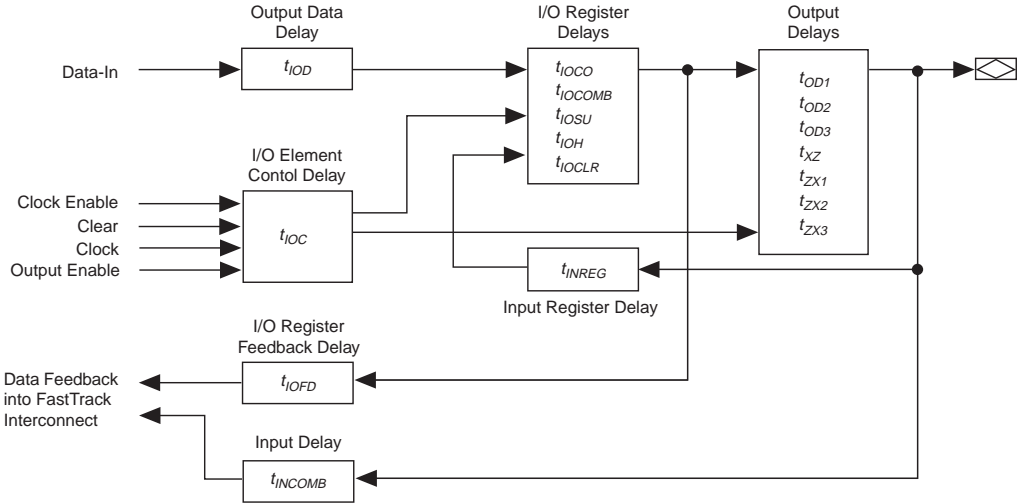 Output Data
Delay
I/O Register
Delays
Output
Delays
Data-In
tIOD
tIOCO
tIOCOMB
tIOSU
tIOH
tIOCLR
tOD1
tOD2
tOD3
tXZ
tZX1
tZX2
tZX3
I/O Element
Contol Delay
Clock Enable
Clear
Clock
Output Enable
tIOC
tINREG
Input Register Delay
I/O Register
Feedback Delay
tIOFD
Data Feedback
into FastTrack
Interconnect
Input Delay
tINCOMB